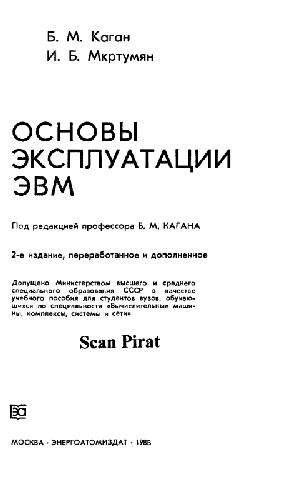 Б. М. Каган
И. Б. Мкртумян
ОСНОВЫ
ЭКСПЛУАТАЦИИ
ЭВМ
Под редакцией профессора Б. М. КАГАНА
2-е издание, переработанное и дополненное
Допущено Министерством высшего и среднего
специального образования СССР в качестве
учебного пособия для студентов вузов, обучаю-
щихся по специальности «Вычислительные маши-
ны, комплексы, системы и сети»
Scan Pirat
МОСКВА · ЭНЕРГОАТОМИЗДАТ · 1988